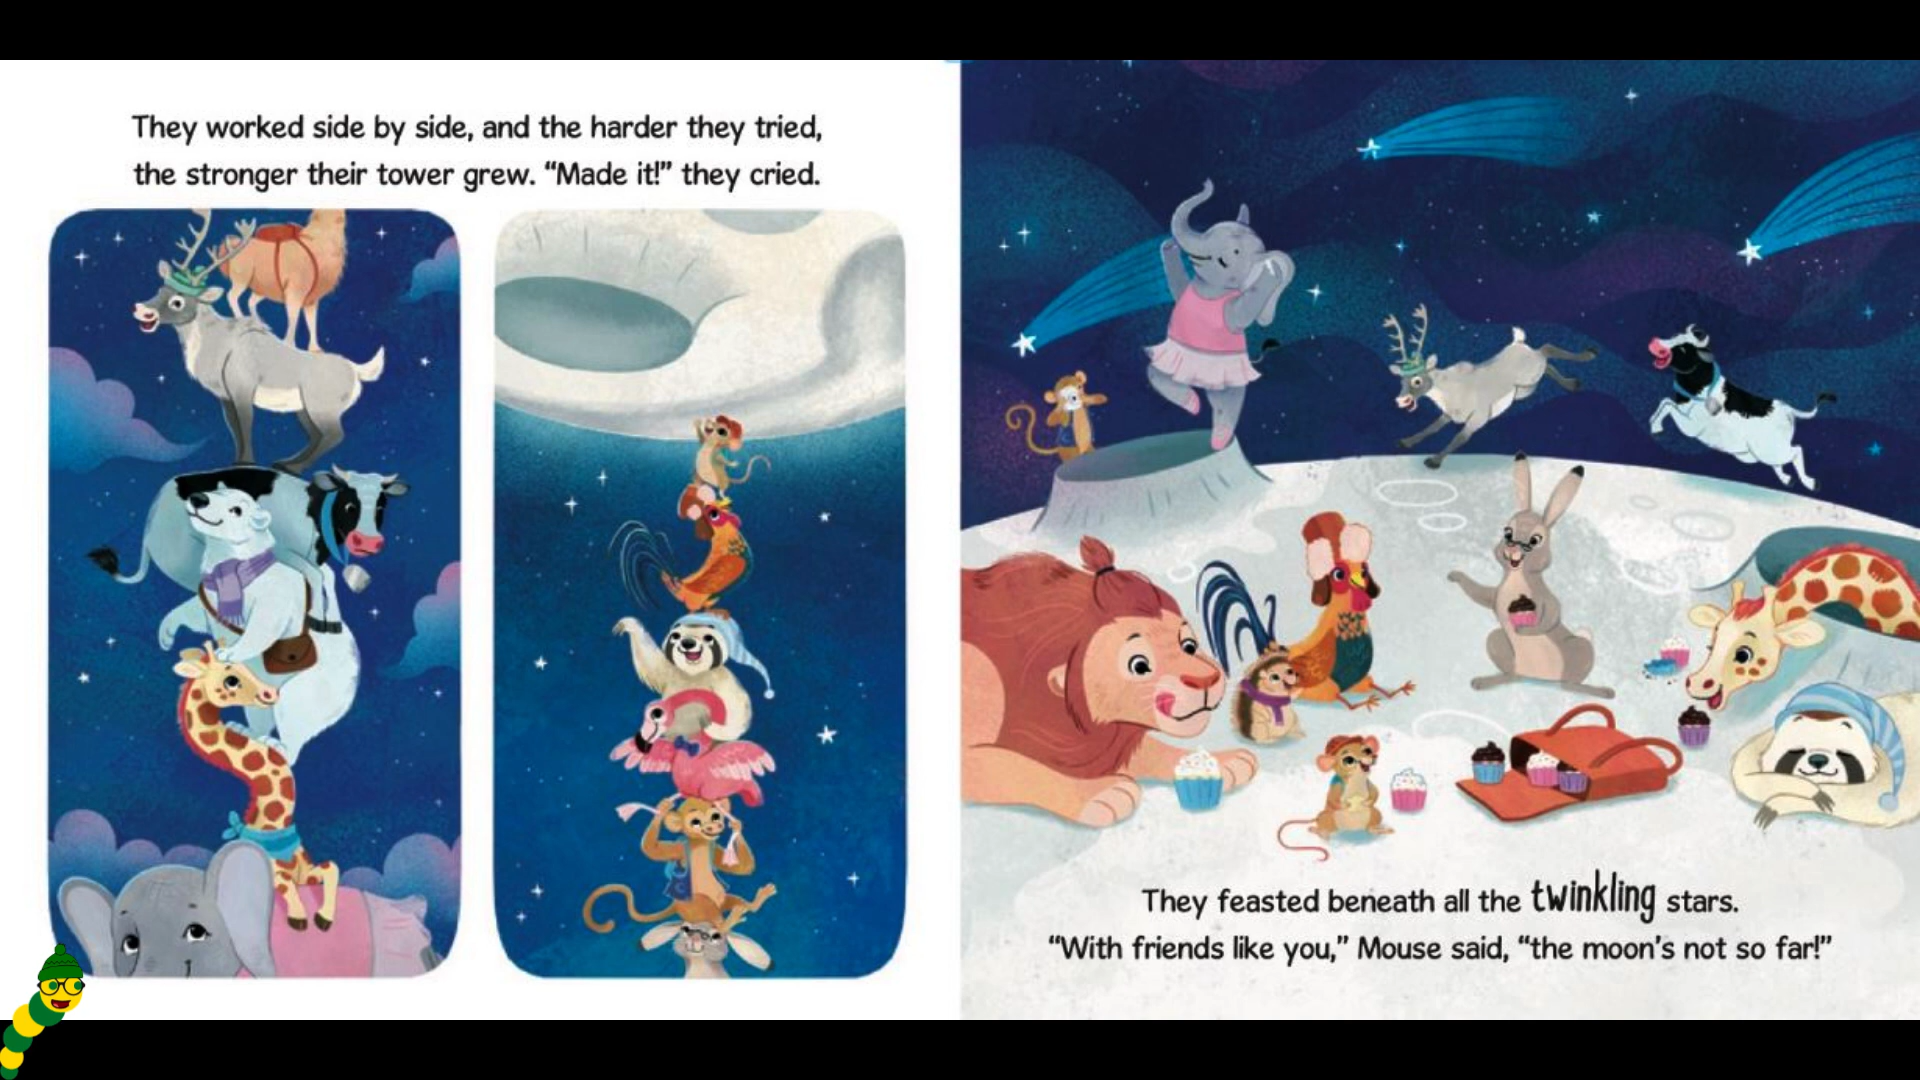 They worked side by side, and the harder they tried,
the stronger their tower grew. “Made it!” they cried.
They feasted beneath all the twinkling stars.
“With friends like you,” Mouse said, “the moon’s not so far!”